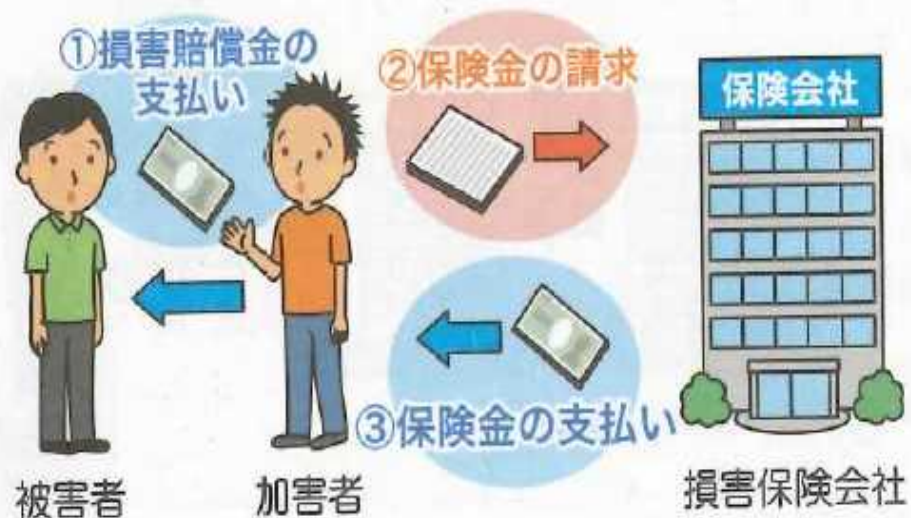 ①損害賠償金の
支払い
②保険金の請求
保険会社
③保険金の支払い
被害者
加害者
損害保険会社